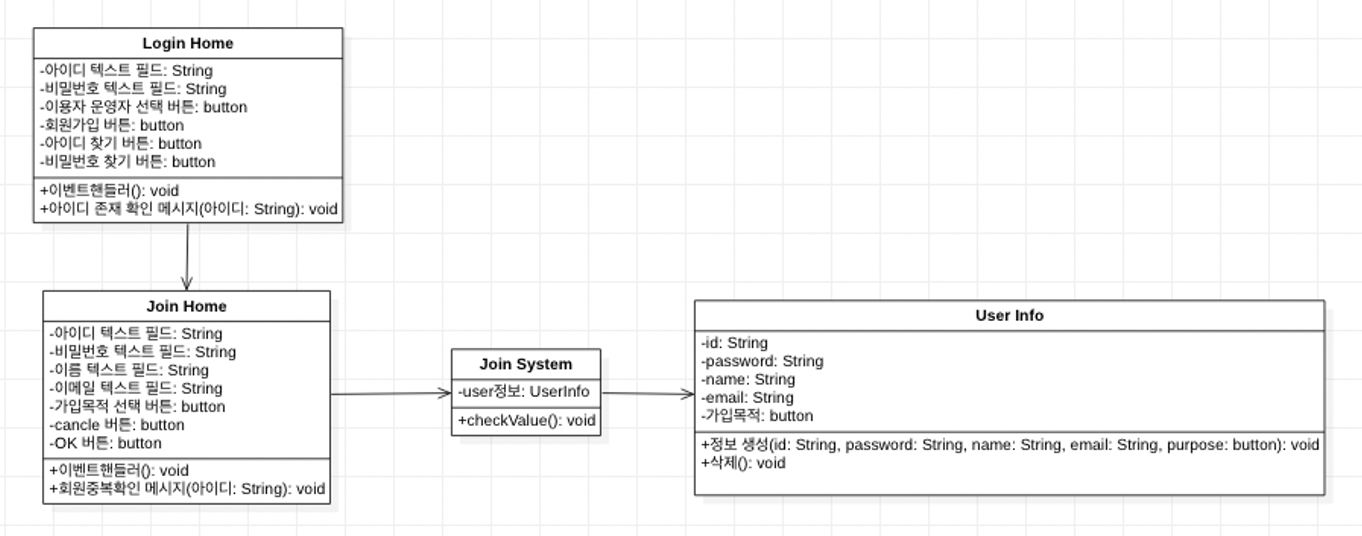 Login Home
-아이디 텍스트 필드: String
-비밀번호 텍스트 필드: String
-이용자 운영자 선택 버튼: button
-회원가입 버튼: button
-아이디 찾기 버튼: button
-비밀번호 찾기 버튼: button
+이벤트핸들러(): void
+아이디 존재 확인 메시지(아이디: String): void
Join Home
-아이디 텍스트 필드: String
-비밀번호 텍스트 필드: String
-이름 텍스트 필드: String
-이메일 텍스트 필드: String
-가입목적 선택 버튼: button
-cancle 버튼: button
-OK 버튼: button
+이벤트핸들러(): void
+회원중복확인 메시지(아이디: String): void
Join System
-user정보: UserInfo
+checkValue(): void
User Info
-id: String
-password: String
-name: String
-email: String
-가입목적: button
+정보 생성(id: String, password: String, name: String, email: String, purpose: button): void
+삭제(): void